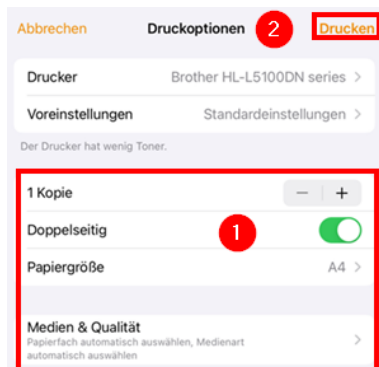 Abbrechen Druckoptionen 2 Drucken
Drucker Brother HL-L5100DN series >
Voreinstellungen Standardeinstellungen >
Der Drucker hat wenig Toner.
1 Kopie − +
Doppelseitig 1
Papiergröße A4 >
Medien & Qualität >
Papierfach automatisch auswählen, Medienart
automatisch auswählen